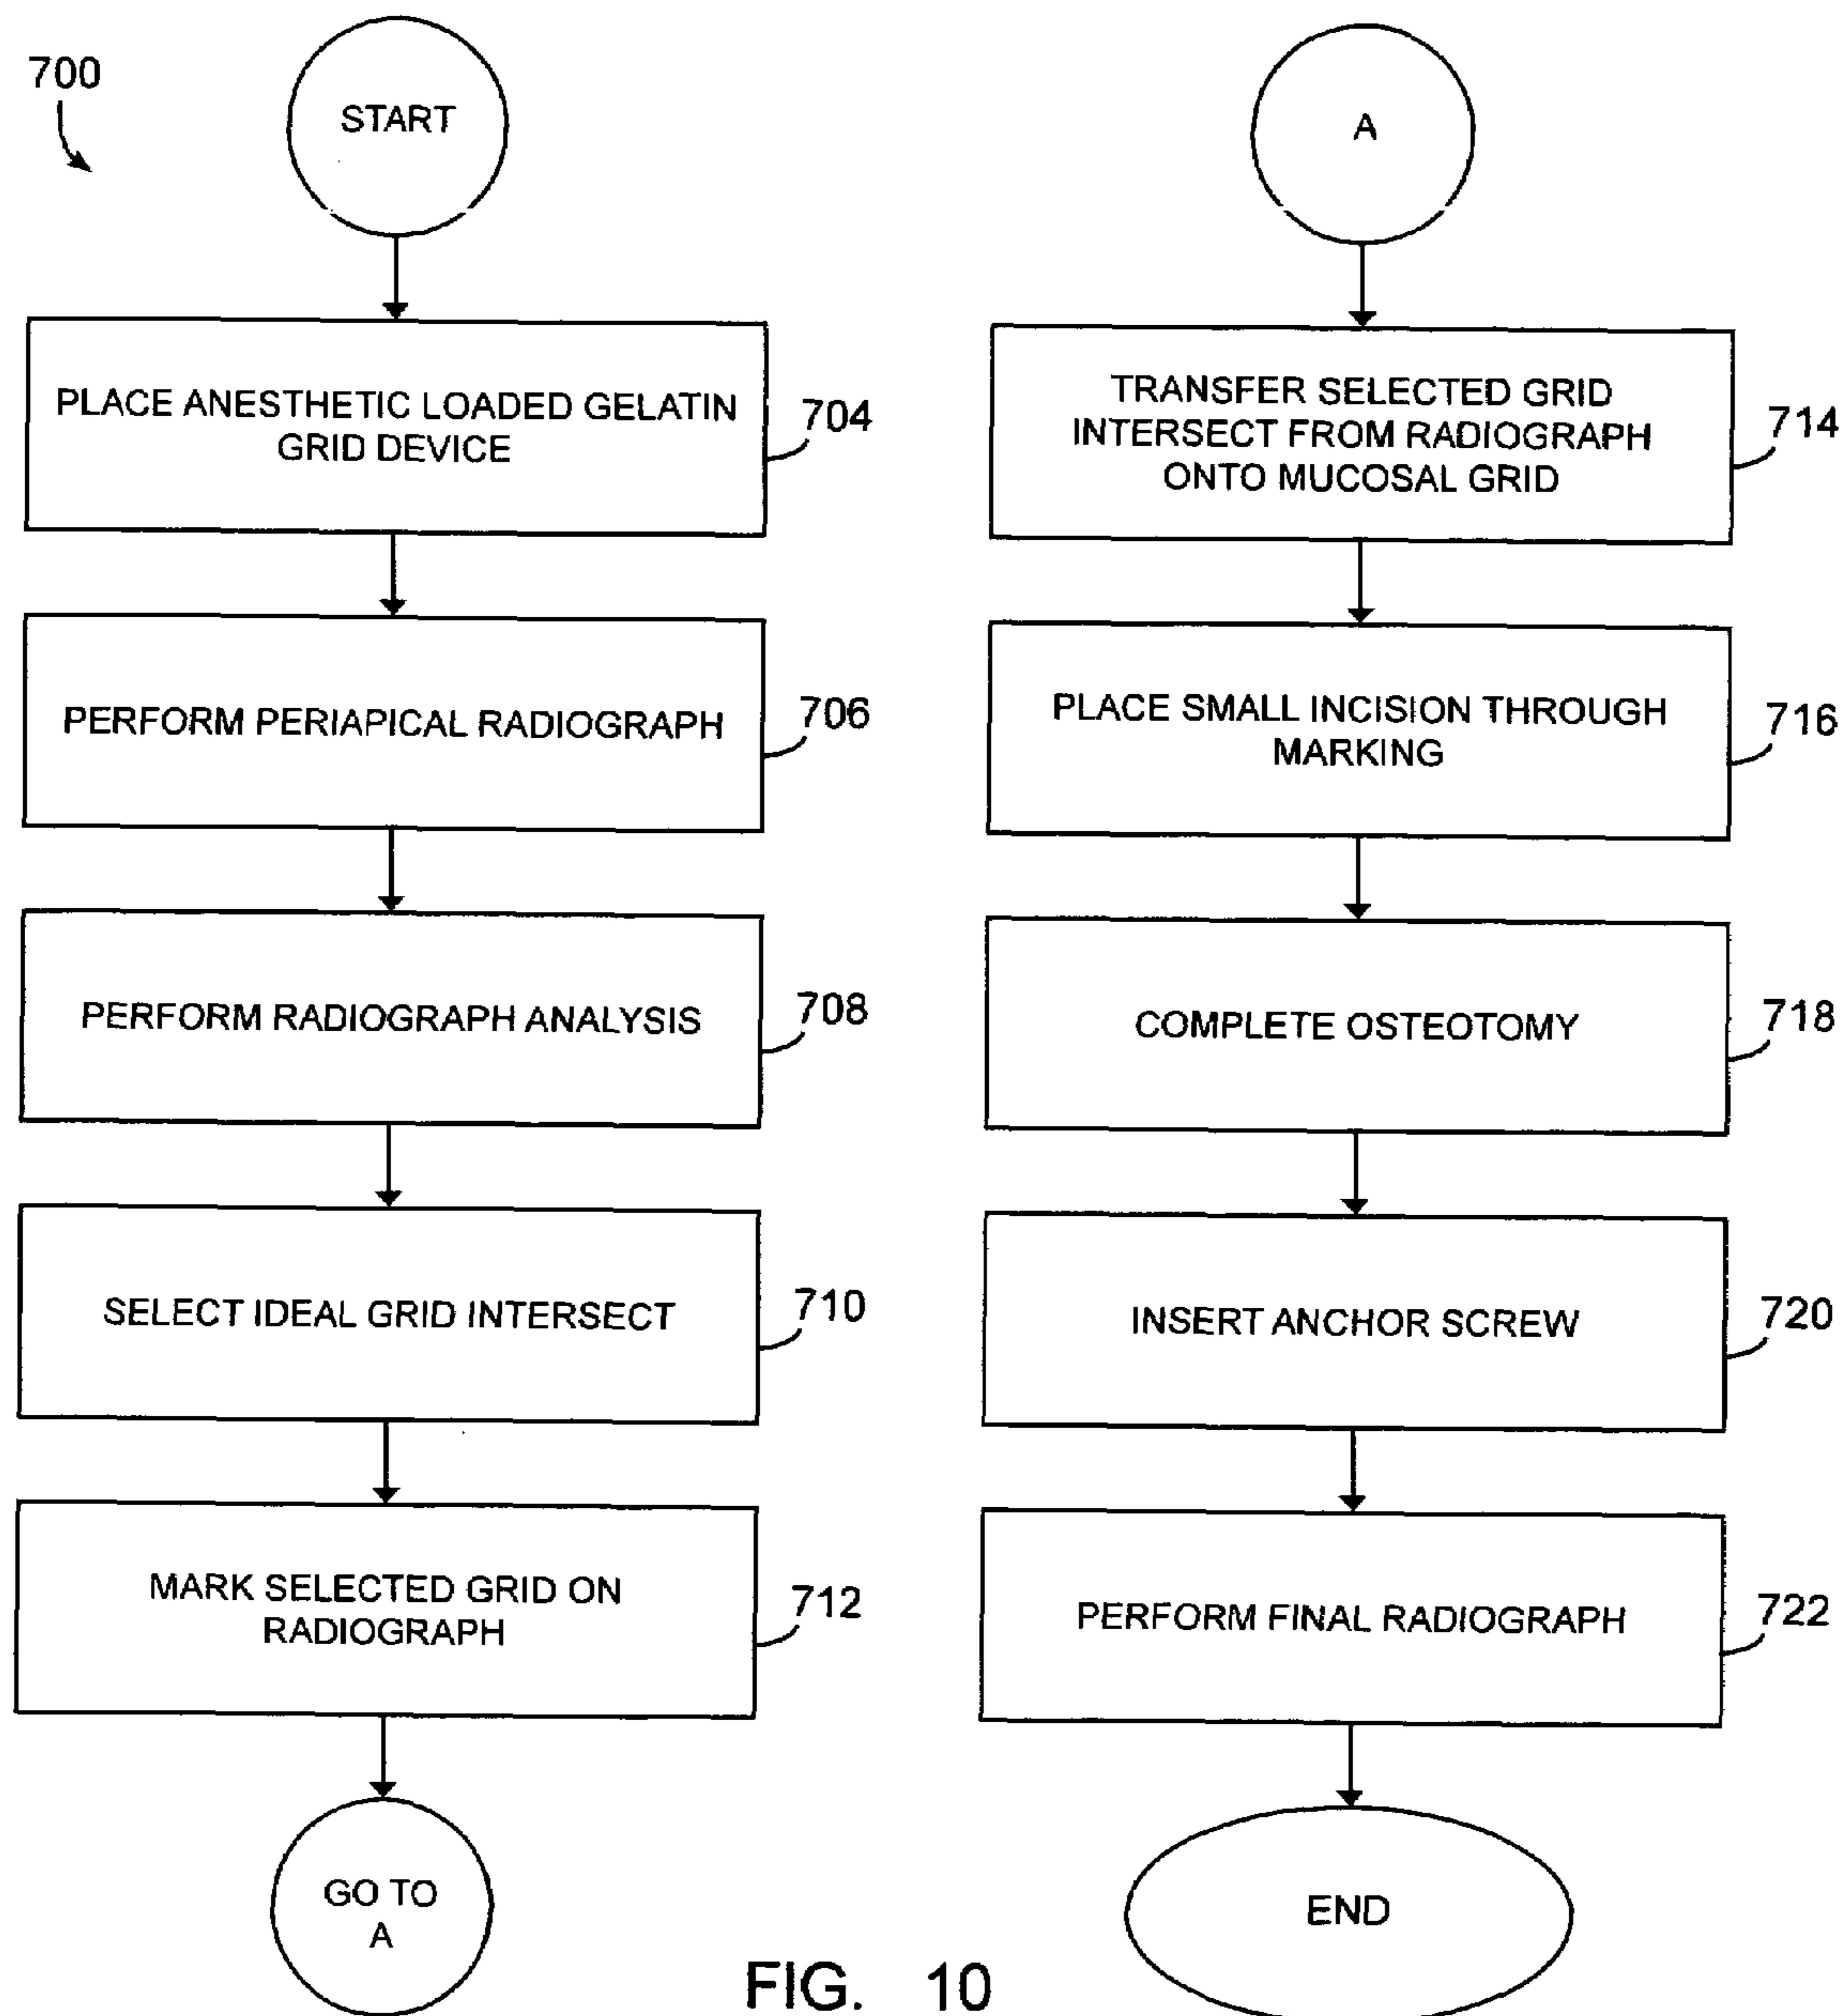 700
START
PLACE ANESTHETIC LOADED GELATIN
GRID DEVICE
704
PERFORM PERIAPICAL RADIOGRAPH
706
PERFORM RADIOGRAPH ANALYSIS
708
SELECT IDEAL GRID INTERSECT
710
MARK SELECTED GRID ON
RADIOGRAPH
712
GO TO
A
A
TRANSFER SELECTED GRID
INTERSECT FROM RADIOGRAPH
ONTO MUCOSAL GRID
714
PLACE SMALL INCISION THROUGH
MARKING
716
COMPLETE OSTEOTOMY
718
INSERT ANCHOR SCREW
720
PERFORM FINAL RADIOGRAPH
722
END
FIG. 10